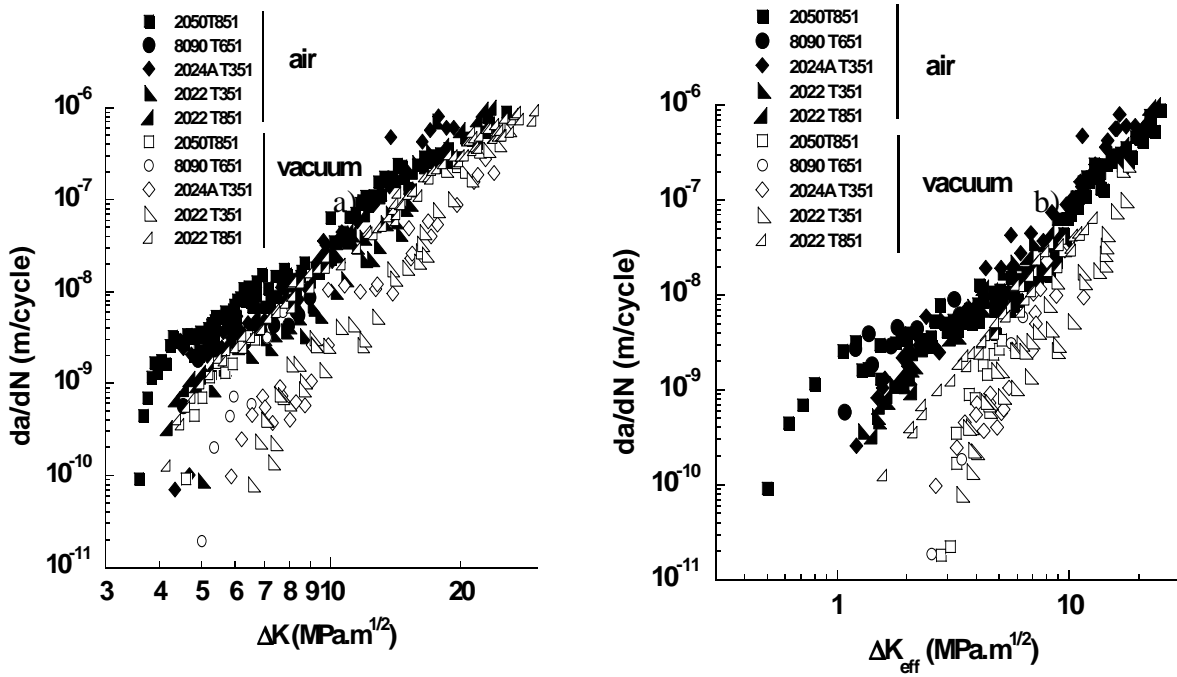 2050T851
8090 T651
2024A T351
2022 T351
2022 T851
air
2050T851
8090 T651
2024A T351
2022 T351
2022 T851
vacuum
a)
10-6
10-7
10-8
10-9
10-10
10-11
da/dN (m/cycle)
3 4 5 6 7 8 9 10 20
ΔK (MPa.m1/2)
2050T851
8090 T651
2024A T351
2022 T351
2022 T851
air
2050T851
8090 T651
2024A T351
2022 T351
2022 T851
vacuum
b)
10-6
10-7
10-8
10-9
10-10
10-11
da/dN (m/cycle)
1 10
ΔKeff (MPa.m1/2)